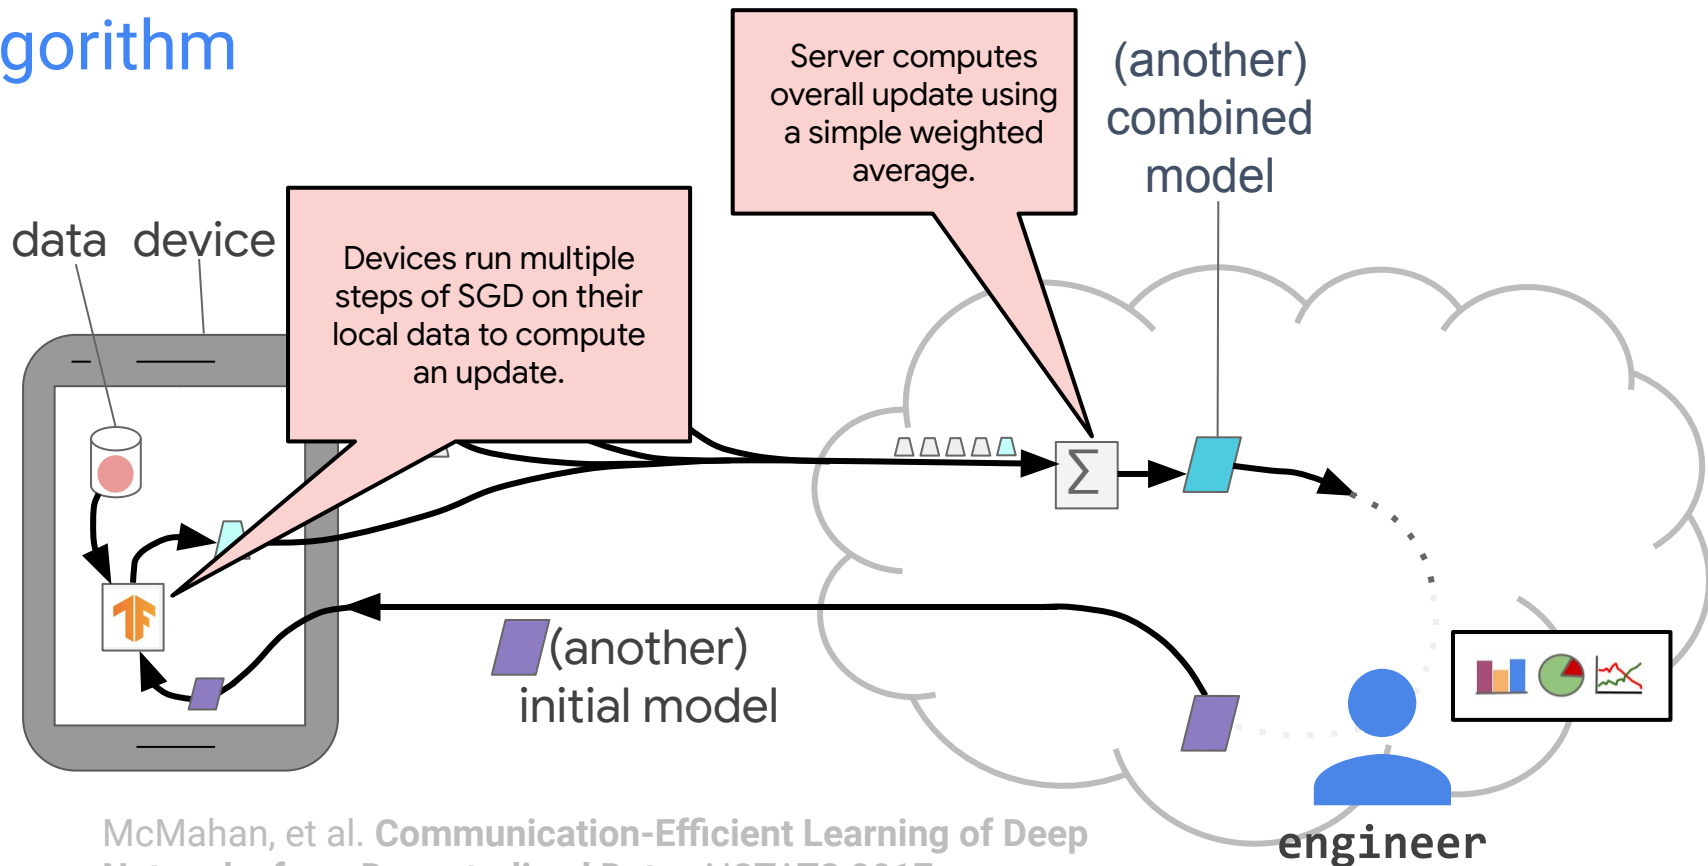 gorithm
Server computes
overall update using
a simple weighted
average.
(another)
combined
model
data device
Devices run multiple
steps of SGD on their
local data to compute
an update.
Σ
(another)
initial model
engineer
McMahan, et al. Communication-Efficient Learning of Deep